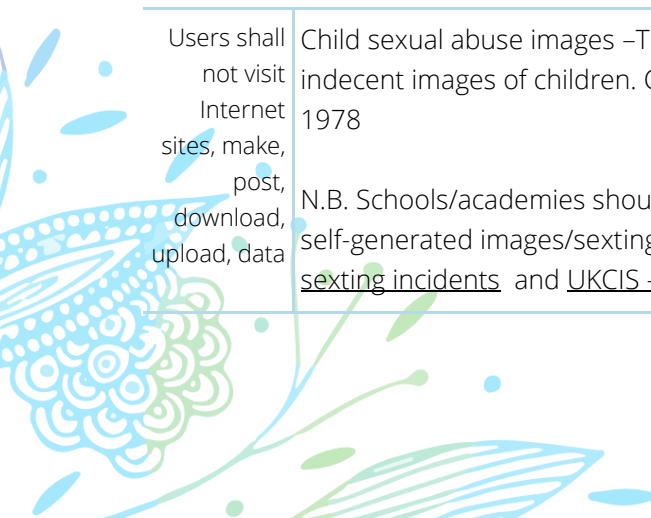 Users shall
not visit
Internet
sites, make,
post,
download,
upload, data
Child sexual abuse images –T
indecent images of children.
1978
N.B. Schools/academies shou
self-generated images/sexting
sexting incidents and UKCIS -